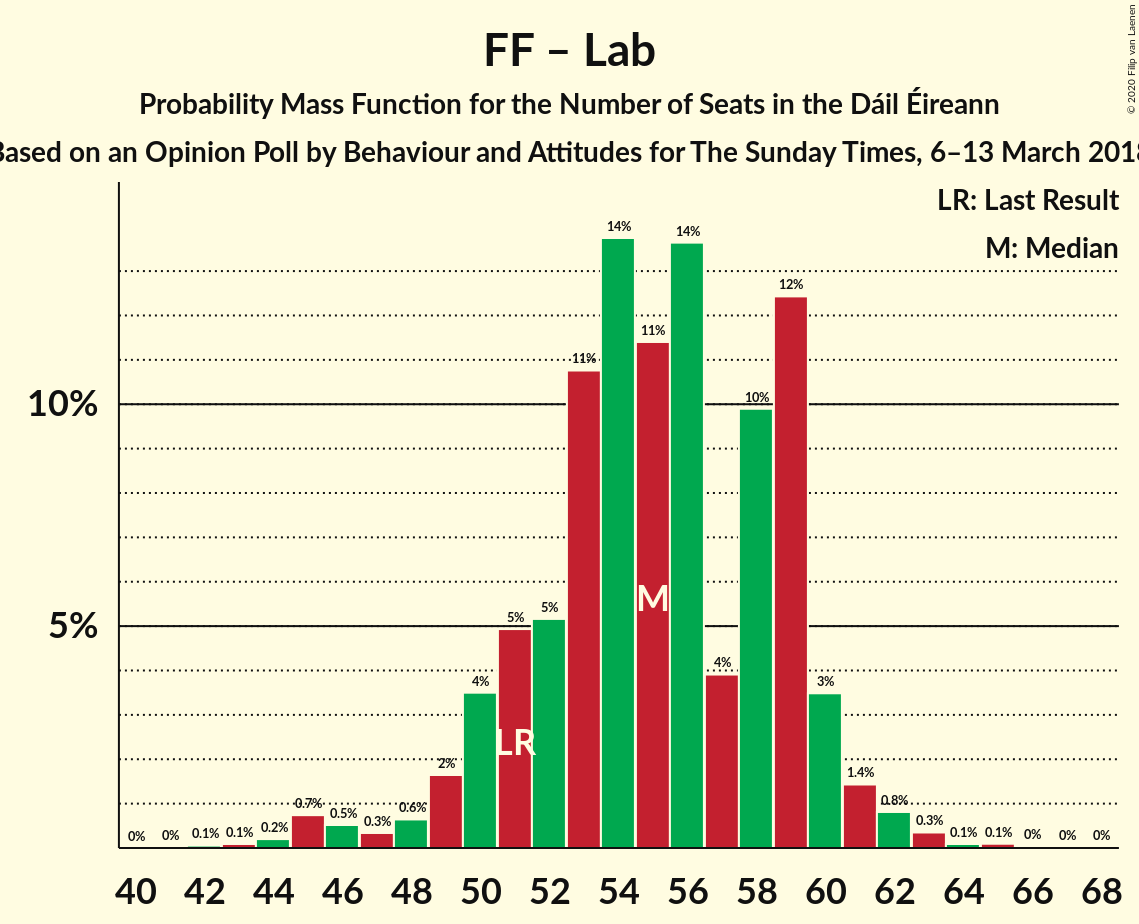 FF – Lab
Probability Mass Function for the Number of Seats in the Dáil Éireann
Based on an Opinion Poll by Behaviour and Attitudes for The Sunday Times, 6–13 March 2018
© 2020 Filip van Laenen
LR: Last Result
M: Median
10%
5%
0% 0% 0.1% 0.1% 0.2% 0.7% 0.5% 0.3% 0.6% 2% 4% 5% 5% 11% 14% 11% 14% 4% 10% 12% 3% 1.4% 0.8% 0.3% 0.1% 0.1% 0% 0% 0%
M
LR
40 42 44 46 48 50 52 54 56 58 60 62 64 66 68